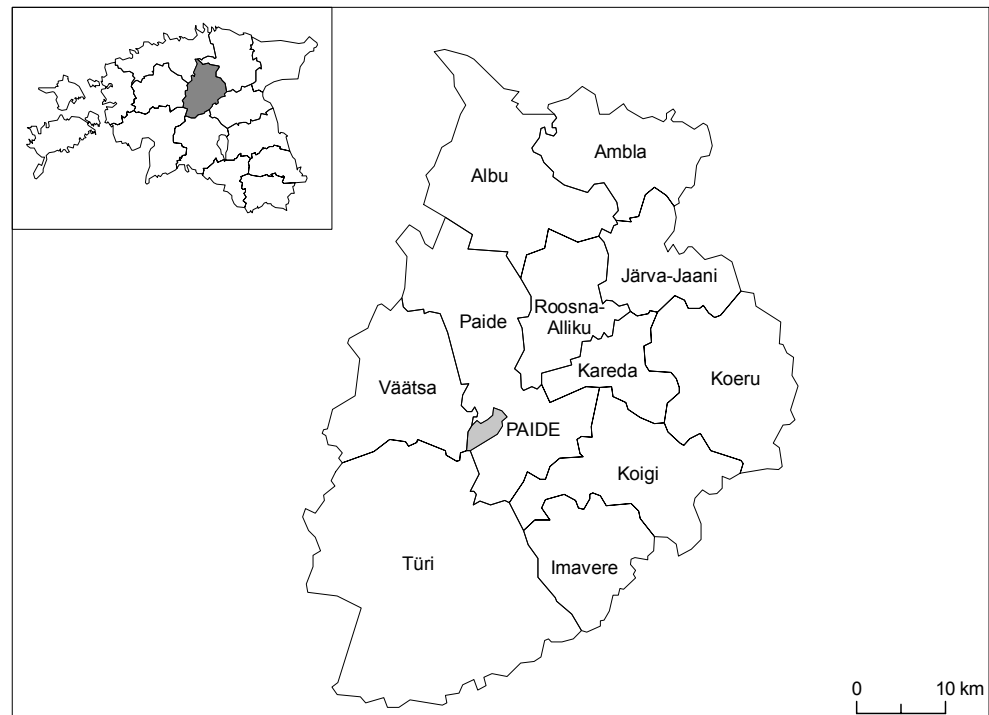 Ambla
Albu
Järva-Jaani
Roosna-
Alliku
Paide
Kareda
Koeru
Väätsa
PAIDE
Koigi
Türi
Imavere
0 10 km